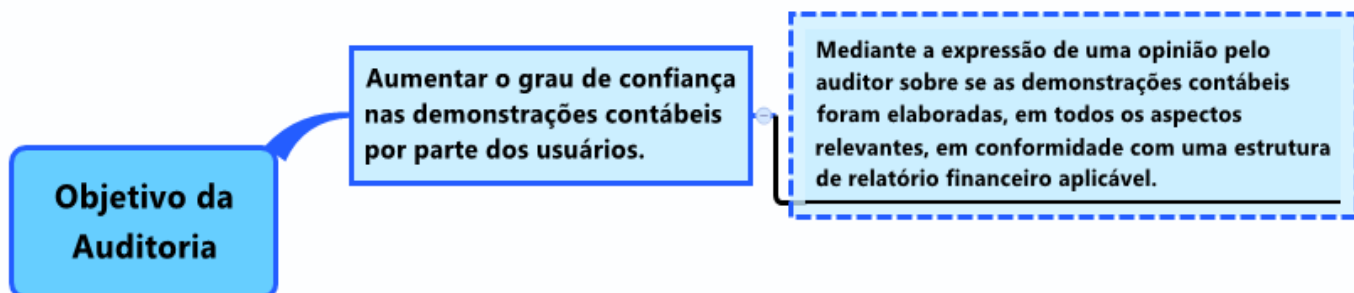 Objetivo da
Auditoria
Aumentar o grau de confiança
nas demonstrações contábeis
por parte dos usuários.
Mediante a expressão de uma opinião pelo
auditor sobre se as demonstrações contábeis
foram elaboradas, em todos os aspectos
relevantes, em conformidade com uma estrutura
de relatório financeiro aplicável.